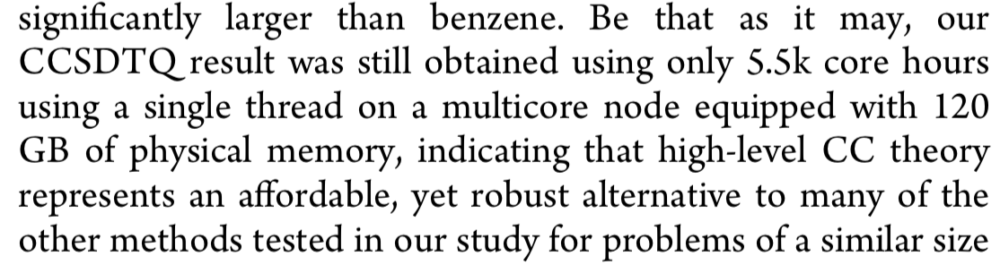 significantly larger than benzene. Be that as it may, our
CCSDTQ result was still obtained using only 5.5k core hours
using a single thread on a multicore node equipped with 120
GB of physical memory, indicating that high-level CC theory
represents an affordable, yet robust alternative to many of the
other methods tested in our study for problems of a similar size